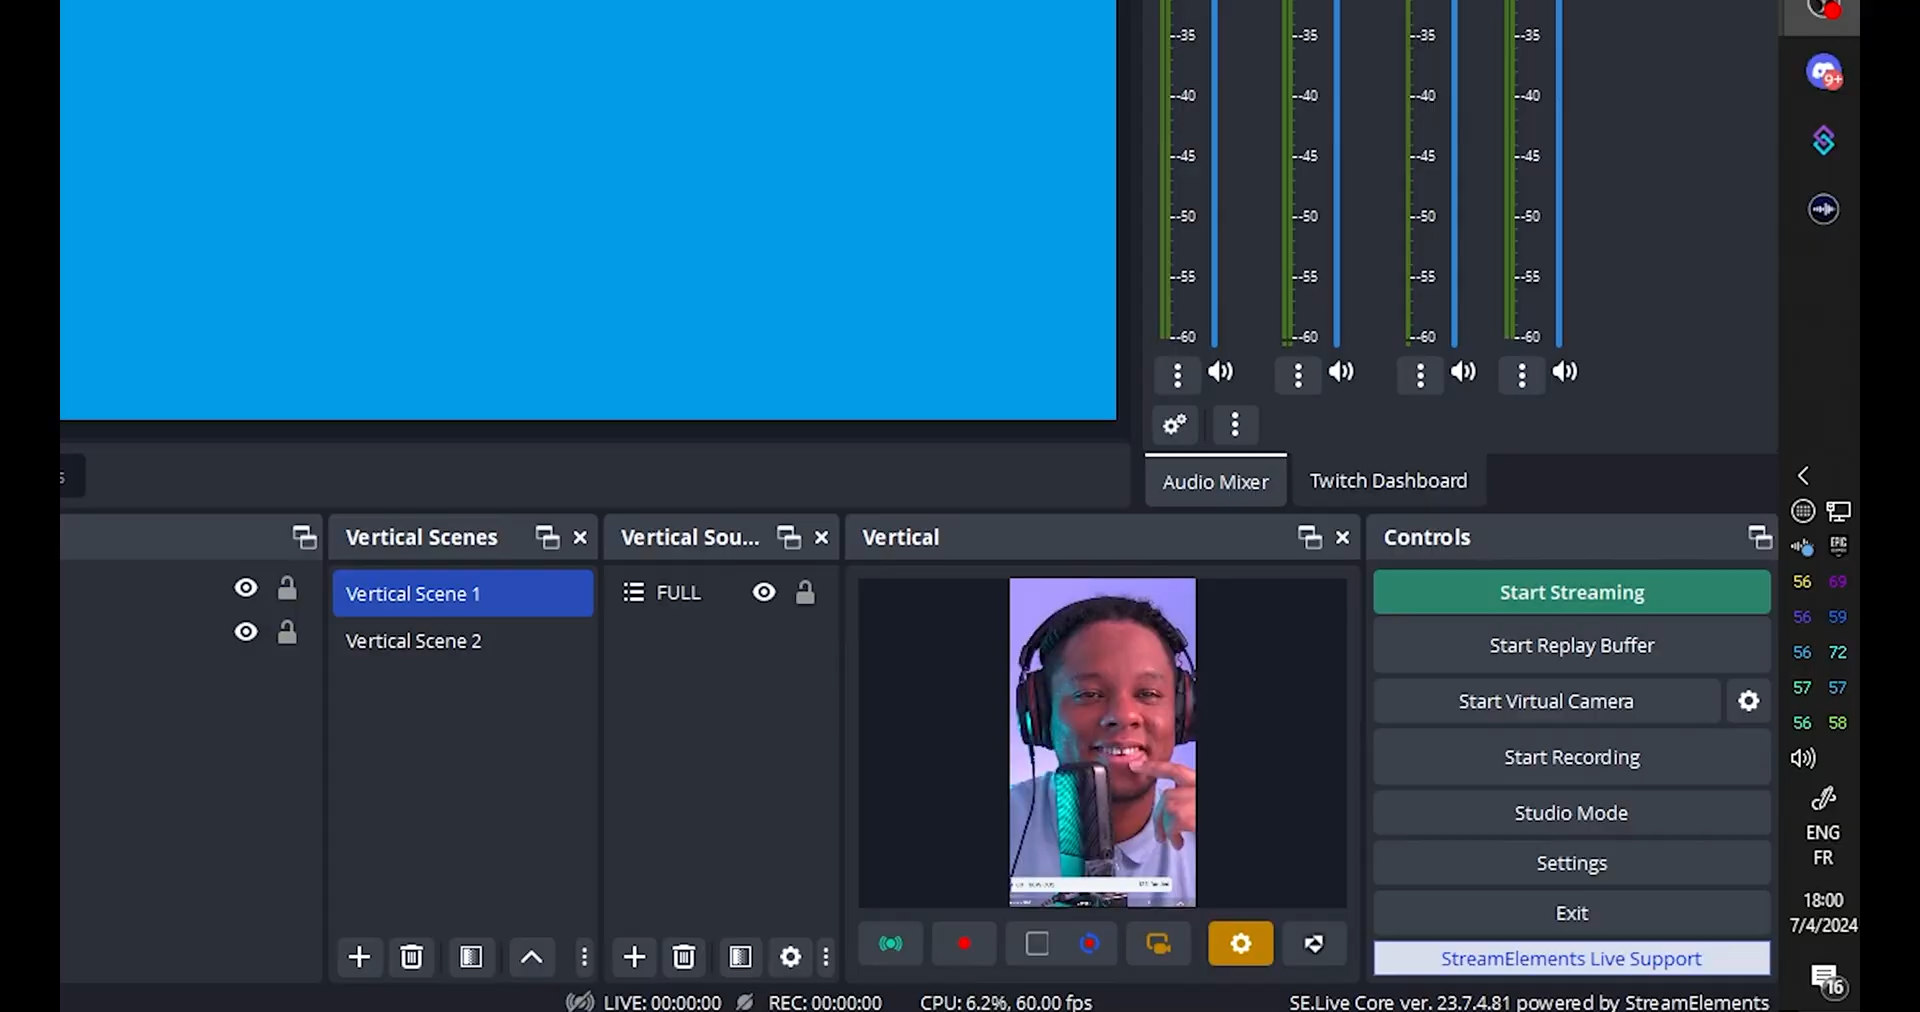 --35 --35 --35 --35
--40 --40 --40 --40
--45 --45 --45 --45
--50 --50 --50 --50
--55 --55 --55 --55
--60 --60 --60 --60
9+
Audio Mixer
Twitch Dashboard
Vertical Scenes
Vertical Scene 1
Vertical Scene 2
Vertical Sou...
FULL
Vertical
Controls
Start Streaming
Start Replay Buffer
Start Virtual Camera
Start Recording
Studio Mode
Settings
Exit
StreamElements Live Support
EPIC
56 69
56 59
56 72
57 57
56 58
ENG
FR
18:00
7/4/2024
16
LIVE: 00:00:00
REC: 00:00:00
CPU: 6.2%, 60.00 fps
SE.Live Core ver. 23.7.4.81 powered by StreamElements